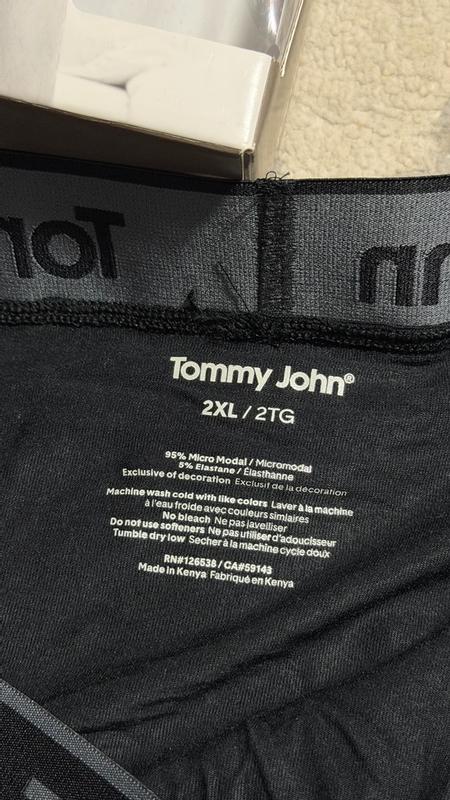 Tommy John®
2XL / 2TG
95% Micro Modal / Micromodal
5% Elastane / Élasthanne
Exclusive of decoration Exclusif de la décoration
Machine wash cold with like colors Laver à la machine
à l'eau froide avec couleurs similaires
No bleach Ne pas javelliser
Do not use softeners Ne pas utiliser d'adoucisseur
Tumble dry low Secher à la machine cycle doux
RN#126538 / CA#59143
Made in Kenya Fabriqué en Kenya